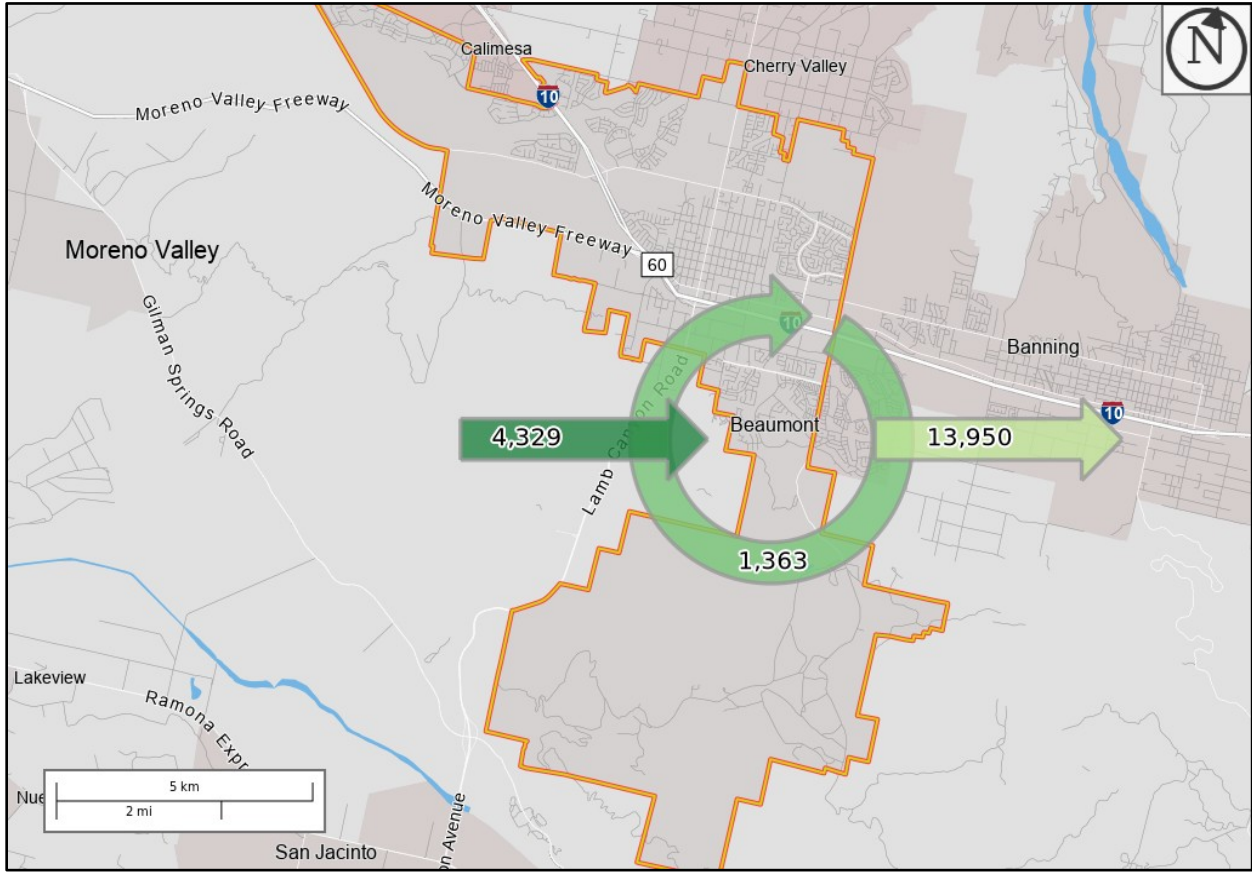 Calimesa
Cherry Valley
N
10
Moreno Valley Freeway
Moreno Valley Freeway
Moreno Valley
60
Gilman Springs Road
10
Banning
10
Lamb Canyon Road
4,329
Beaumont
13,950
1,363
Lakeview
Ramona Expr
5 km
2 mi
Nue
San Jacinto
on Avenue